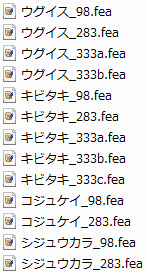 ウグイス_98.fea
ウグイス_283.fea
ウグイス_333a.fea
ウグイス_333b.fea
キビタキ_98.fea
キビタキ_283.fea
キビタキ_333a.fea
キビタキ_333b.fea
キビタキ_333c.fea
コジュケイ_98.fea
コジュケイ_283.fea
シジュウカラ_98.fea
シジュウカラ_283.fea